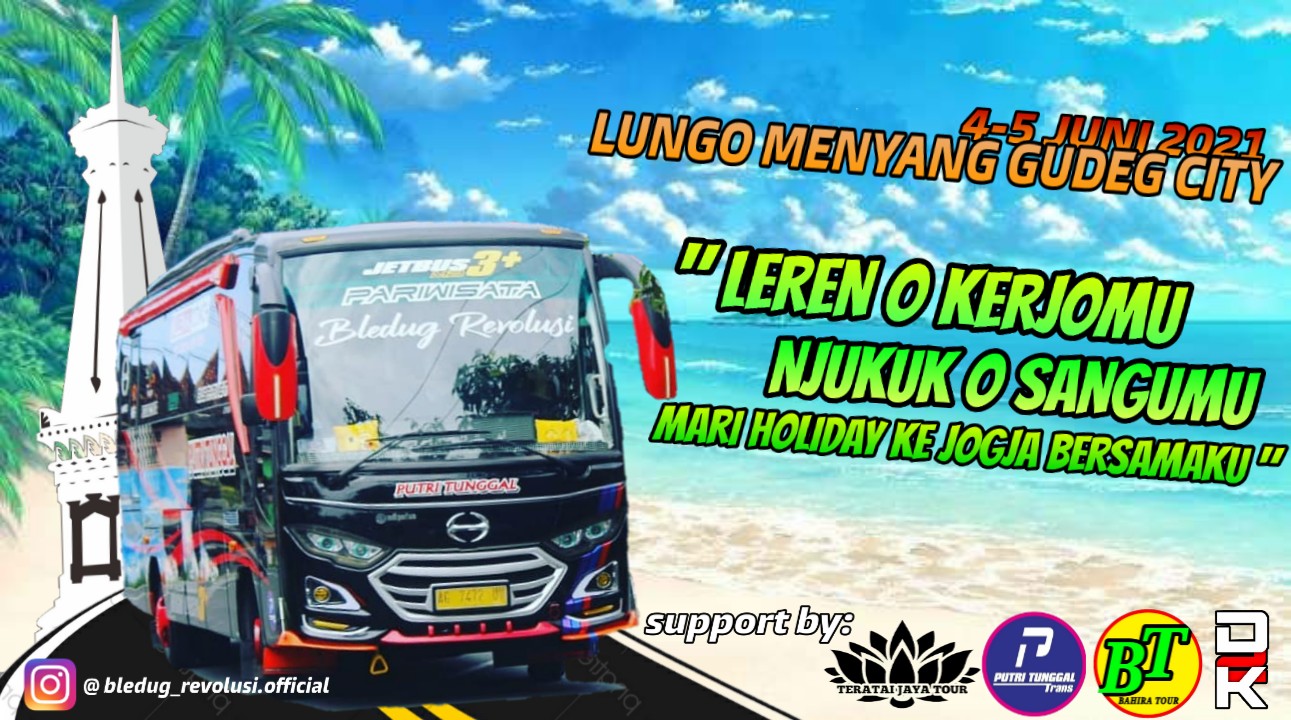 4-5 JUNI 2021
LUNGO MENYANG GUDEG CITY
" LEREN O KERJOMU
NJUKUK O SANGUMU
MARI HOLIDAY KE JOGJA BERSAMAKU "
JETBUS 3+
PARIWISATA
Bledug Revolusi
PUTRI TUNGGAL
support by:
TERATAI JAYA TOUR
PUTRI TUNGGAL
Trans
BT
BAHIRA TOUR
DK
@ bledug_revolusi.official